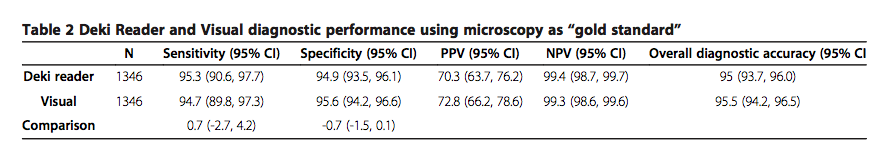 Table 2 Deki Reader and Visual diagnostic performance using microscopy as “gold standard”
N Sensitivity (95% CI) Specificity (95% CI) PPV (95% CI) NPV (95% CI) Overall diagnostic accuracy (95% CI
Deki reader 1346 95.3 (90.6, 97.7) 94.9 (93.5, 96.1) 70.3 (63.7, 76.2) 99.4 (98.7, 99.7) 95 (93.7, 96.0)
Visual 1346 94.7 (89.8, 97.3) 95.6 (94.2, 96.6) 72.8 (66.2, 78.6) 99.3 (98.6, 99.6) 95.5 (94.2, 96.5)
Comparison 0.7 (-2.7, 4.2) -0.7 (-1.5, 0.1)